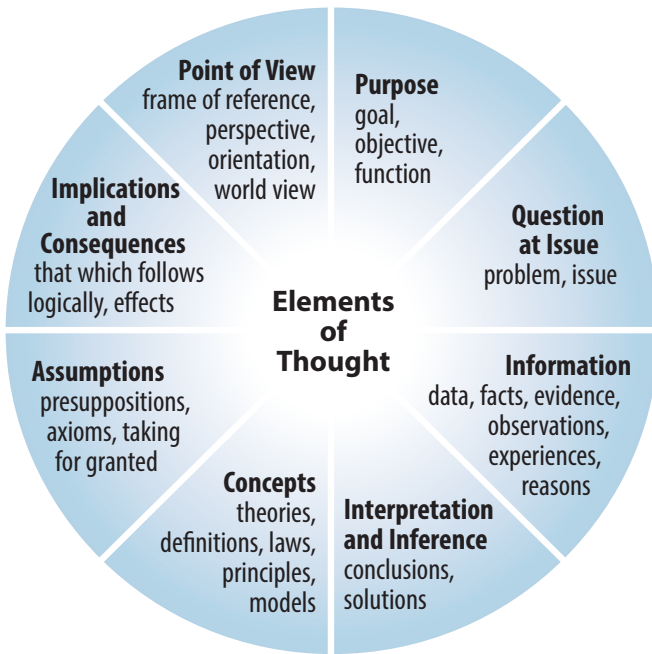 Point of View
frame of reference,
perspective,
orientation,
world view
Purpose
goal,
objective,
function
Question
at Issue
problem, issue
Information
data, facts, evidence,
observations,
experiences,
reasons
Interpretation
and Inference
conclusions,
solutions
Concepts
theories,
definitions, laws,
principles,
models
Assumptions
presuppositions,
axioms, taking
for granted
Implications
and
Consequences
that which follows
logically, effects
Elements
of
Thought